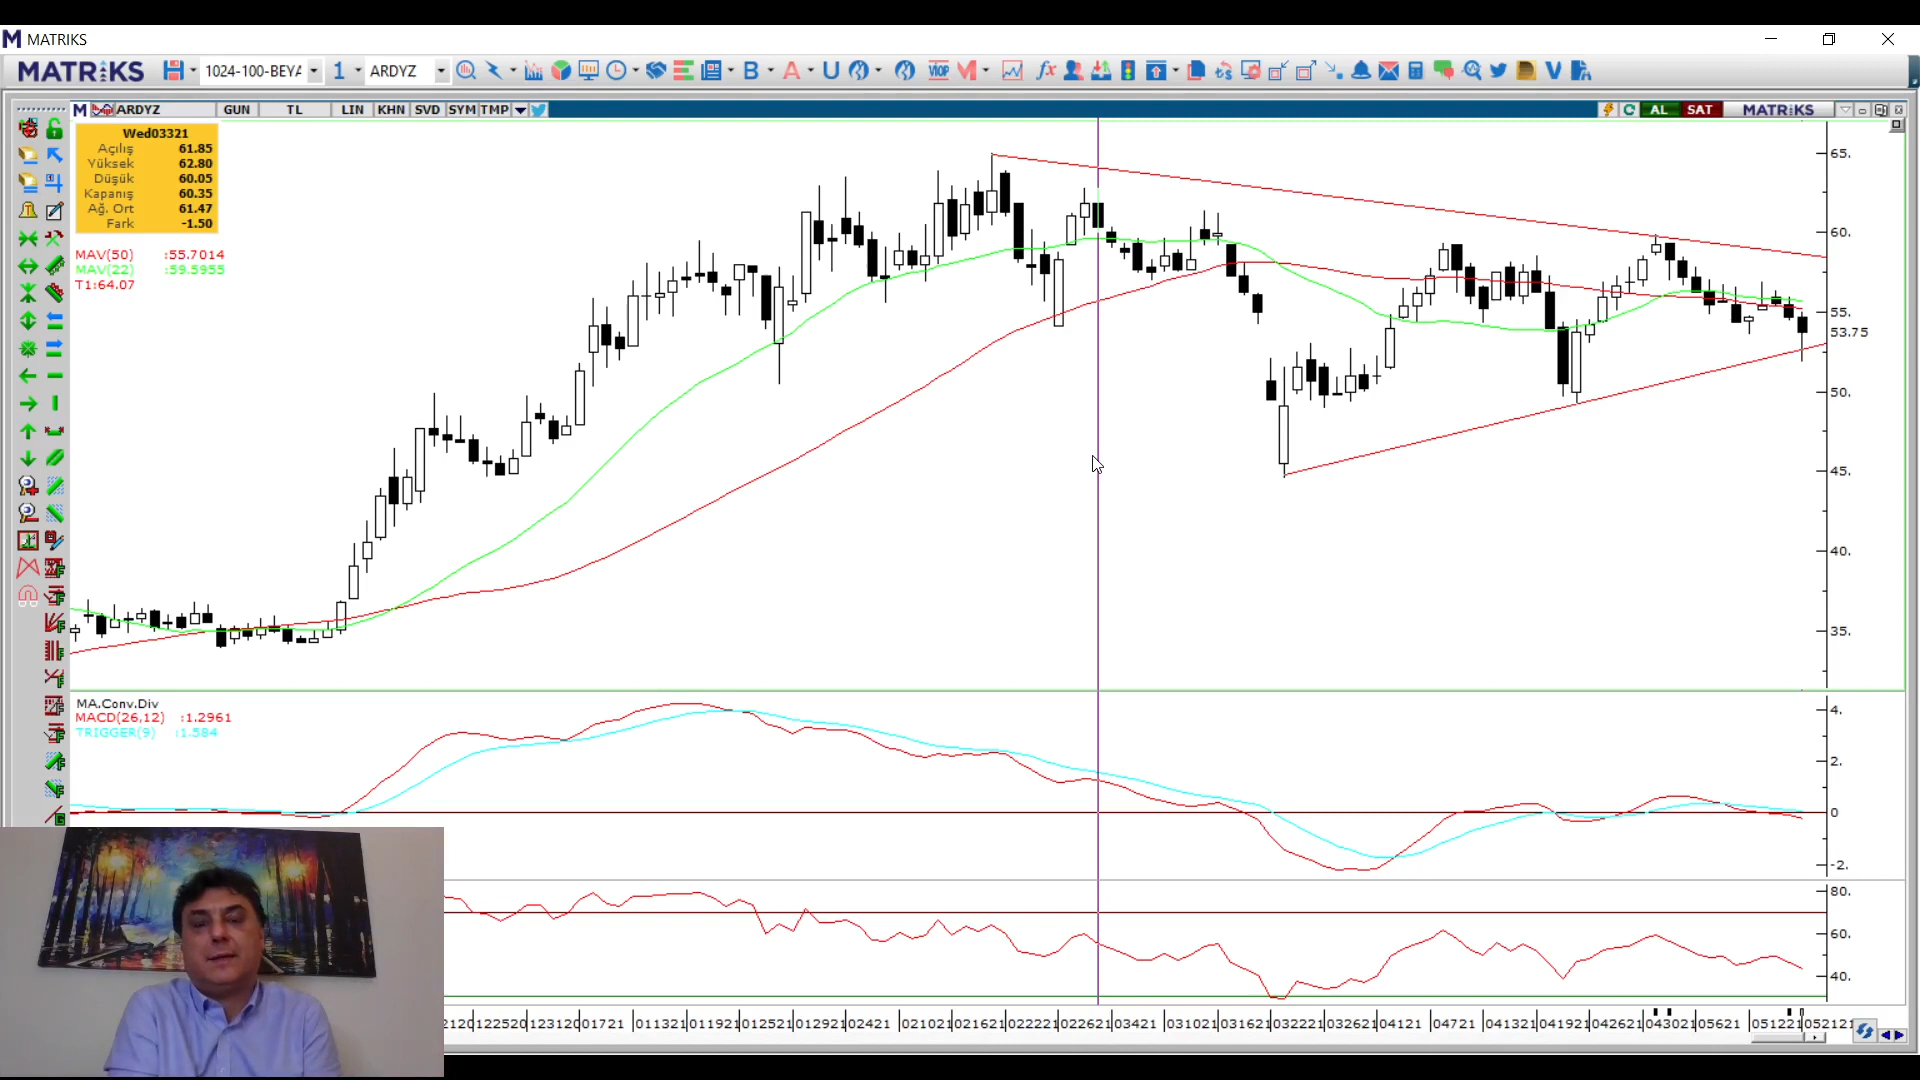 MATRIKS
MATRIKS 1024-100-BEYA 1 ARDYZ B A U VIOP M fx V
M ARDYZ GUN TL LIN KHN SVD SYM TMP AL SAT MATRIKS
Wed03321
Açılış 61.85
Yüksek 62.80
Düşük 60.05
Kapanış 60.35
Ağ. Ort 61.47
Fark -1.50
MAV(50) :55.7014
MAV(22) :59.5955
T1:64.07
65.
60.
55.
53.75
50.
45.
40.
35.
MA.Conv.Div
MACD(26,12) :1.2961
TRIGGER(9) :1.584
4.
2.
0
-2.
80.
60.
40.